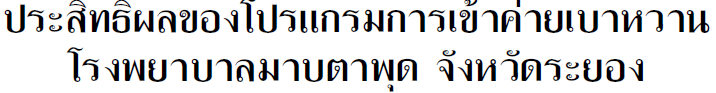 ประสิทธิผลของโปรแกรมการเข้าค่ายเบาหวาน
โรงพยาบาลมาบตาพุด จังหวัดระยอง